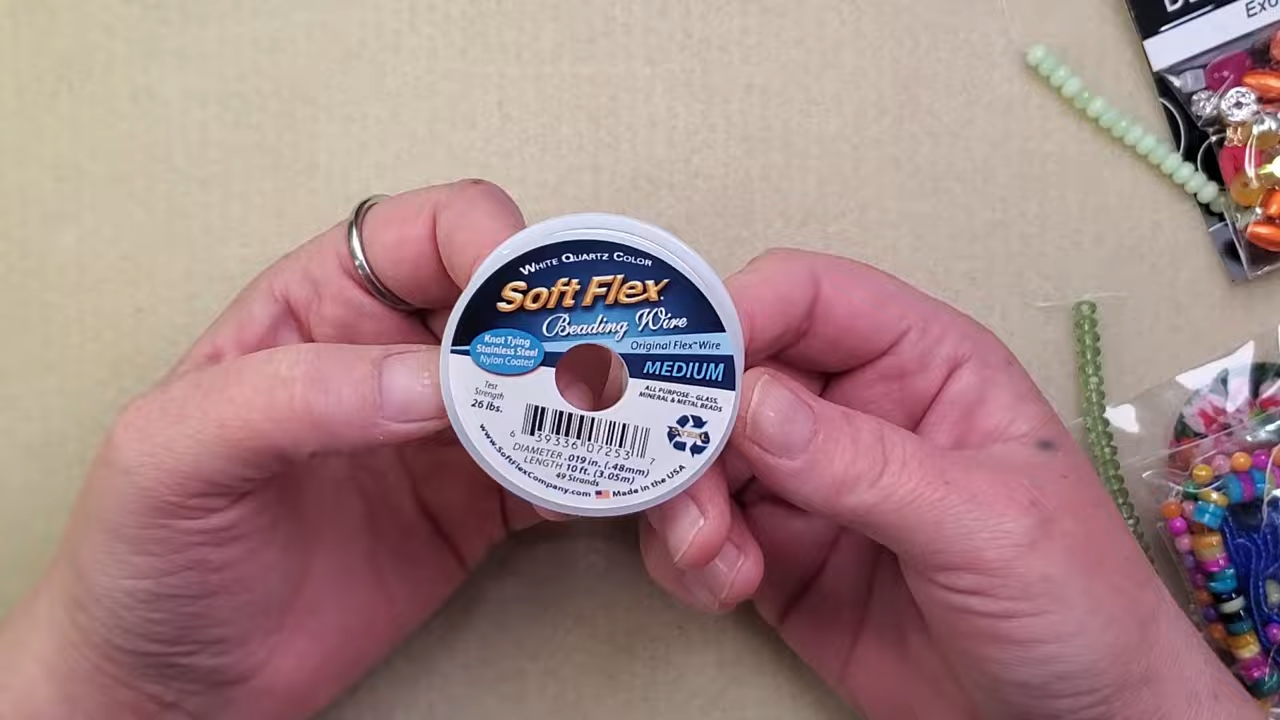 WHITE QUARTZ COLOR
Soft Flex
Beading Wire
Original Flex™ Wire
MEDIUM
Knot Tying
Stainless Steel
Nylon Coated
Test
Strength
26 lbs.
ALL PURPOSE – GLASS,
MINERAL & METAL BEADS
6 39336 07253 7
DIAMETER .019 in. (.48mm)
LENGTH 10 ft. (3.05m)
49 Strands
www.SoftFlexCompany.com Made in the USA